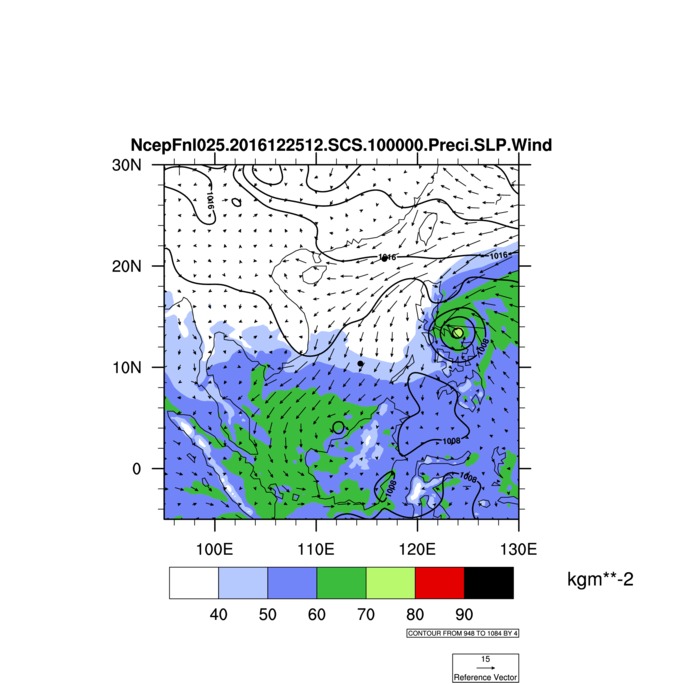 NcepFnl025.2016122512.SCS.100000.Preci.SLP.Wind
30N
1016
20N
1016
1016
1008
10N
1008
0
1008
1008
100E 110E 120E 130E
kgm**-2
40 50 60 70 80 90
CONTOUR FROM 948 TO 1084 BY 4
15
Reference Vector